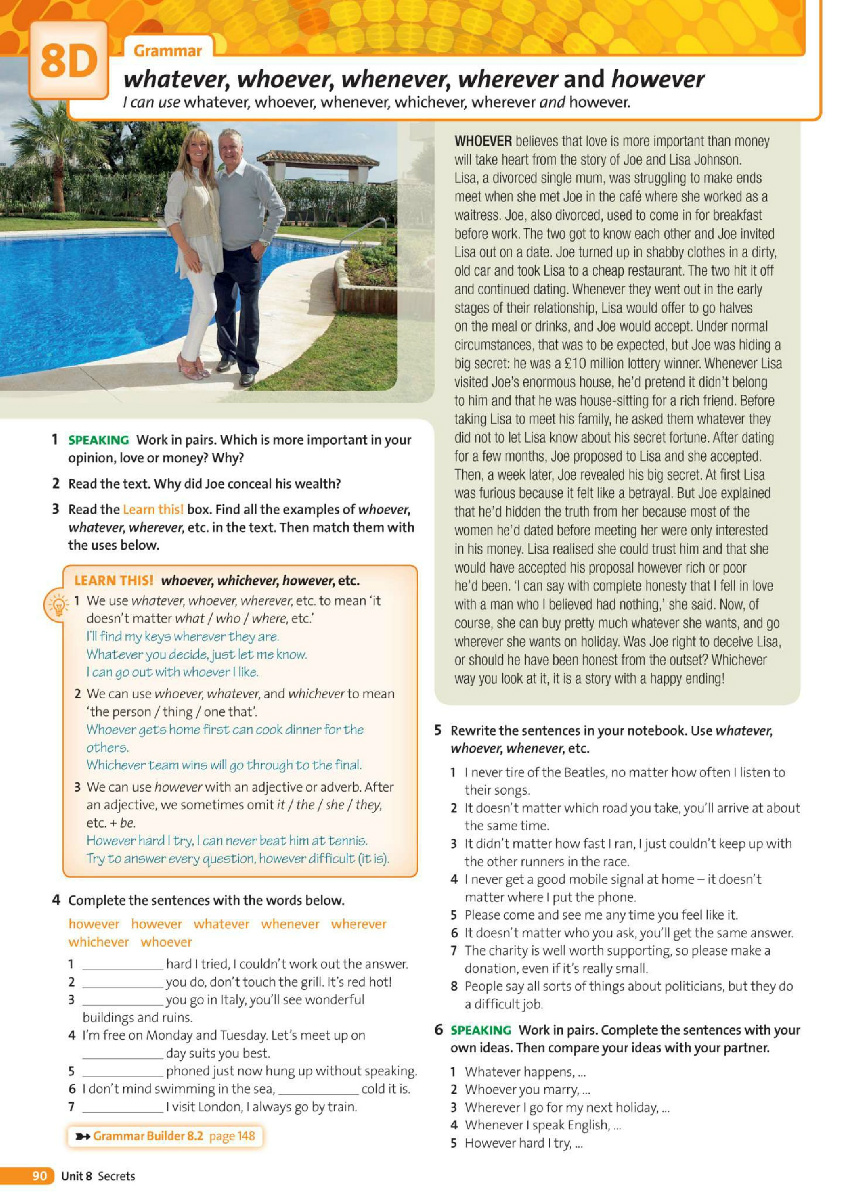 8D
Grammar
whatever, whoever, whenever, wherever and however
I can use whatever, whoever, whenever, whichever, wherever and however.
WHOEVER believes that love is more important than money
will take heart from the story of Joe and Lisa Johnson.
Lisa, a divorced single mum, was struggling to make ends
meet when she met Joe in the café where she worked as a
waitress. Joe, also divorced, used to come in for breakfast
before work. The two got to know each other and Joe invited
Lisa out on a date. Joe turned up in shabby clothes in a dirty,
old car and took Lisa to a cheap restaurant. The two hit it off
and continued dating. Whenever they went out in the early
stages of their relationship, Lisa would offer to go halves
on the meal or drinks, and Joe would accept. Under normal
circumstances, that was to be expected, but Joe was hiding a
big secret: he was a £10 million lottery winner. Whenever Lisa
visited Joe's enormous house, he'd pretend it didn't belong
to him and that he was house-sitting for a rich friend. Before
taking Lisa to meet his family, he asked them whatever they
did not to let Lisa know about his secret fortune. After dating
for a few months, Joe proposed to Lisa and she accepted.
Then, a week later, Joe revealed his big secret. At first Lisa
was furious because it felt like a betrayal. But Joe explained
that he'd hidden the truth from her because most of the
women he'd dated before meeting her were only interested
in his money. Lisa realised she could trust him and that she
would have accepted his proposal however rich or poor
he'd been. 'I can say with complete honesty that I fell in love
with a man who I believed had nothing,' she said. Now, of
course, she can buy pretty much whatever she wants, and go
wherever she wants on holiday. Was Joe right to deceive Lisa,
or should he have been honest from the outset? Whichever
way you look at it, it is a story with a happy ending!
1 SPEAKING Work in pairs. Which is more important in your
opinion, love or money? Why?
2 Read the text. Why did Joe conceal his wealth?
3 Read the Learn this! box. Find all the examples of whoever,
whatever, wherever, etc. in the text. Then match them with
the uses below.
LEARN THIS! whoever, whichever, however, etc.
1 We use whatever, whoever, wherever, etc. to mean 'it
doesn't matter what / who / where, etc.'
I'll find my keys wherever they are.
Whatever you decide, just let me know.
I can go out with whoever I like.
2 We can use whoever, whatever, and whichever to mean
'the person / thing / one that'.
Whoever gets home first can cook dinner for the
others.
Whichever team wins will go through to the final.
3 We can use however with an adjective or adverb. After
an adjective, we sometimes omit it / the / she / they,
etc. + be.
However hard I try, I can never beat him at tennis.
Try to answer every question, however difficult (it is).
4 Complete the sentences with the words below.
however however whatever whenever wherever
whichever whoever
1 ____________ hard I tried, I couldn't work out the answer.
2 ____________ you do, don't touch the grill. It's red hot!
3 ____________ you go in Italy, you'll see wonderful
buildings and ruins.
4 I'm free on Monday and Tuesday. Let's meet up on
____________ day suits you best.
5 ____________ phoned just now hung up without speaking.
6 I don't mind swimming in the sea, ____________ cold it is.
7 ____________ I visit London, I always go by train.
Grammar Builder 8.2 page 148
5 Rewrite the sentences in your notebook. Use whatever,
whoever, whenever, etc.
1 I never tire of the Beatles, no matter how often I listen to
their songs.
2 It doesn't matter which road you take, you'll arrive at about
the same time.
3 It didn't matter how fast I ran, I just couldn't keep up with
the other runners in the race.
4 I never get a good mobile signal at home – it doesn't
matter where I put the phone.
5 Please come and see me any time you feel like it.
6 It doesn't matter who you ask, you'll get the same answer.
7 The charity is well worth supporting, so please make a
donation, even if it's really small.
8 People say all sorts of things about politicians, but they do
a difficult job.
6 SPEAKING Work in pairs. Complete the sentences with your
own ideas. Then compare your ideas with your partner.
1 Whatever happens, ...
2 Whoever you marry, ...
3 Wherever I go for my next holiday, ...
4 Whenever I speak English, ...
5 However hard I try, ...
90 Unit 8 Secrets